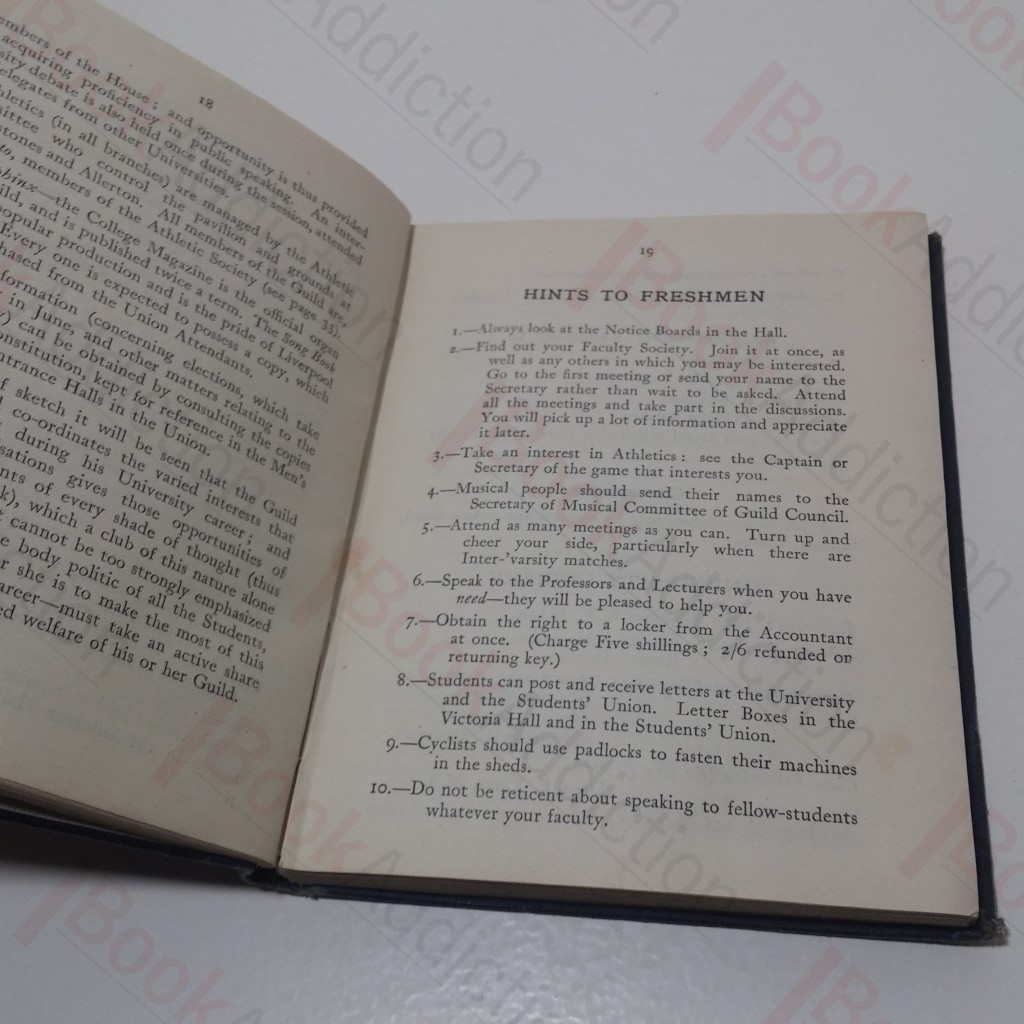 18
embers of the House; and opportunity is thus provided
acquiring proficiency in public speaking. An inter-
sity debate is also held once during the session, attended
elegates from other Universities.
hletics (in all branches) are managed by the Athletic
mittee who control the pavilion and grounds at
stones and Allerton. All members of the Guild are,
to, members of the Athletic Society (see page 33).
phinx—the College Magazine is the official organ
ild, and is published twice a term. The Song Book
popular production and is the pride of Liverpool
Every one is expected to possess a copy, which
hased from the Union Attendants.
formation (concerning elections, which take
in June, and other matters relating to the
y) can be obtained by consulting the copies
onstitution, kept for reference in the Men's
ntrance Halls in the Union.
f sketch it will be seen that the Guild
d co-ordinates the varied interests that
during his University career; and
sations gives those opportunities of
nts of every shade of thought (thus
k), which a club of this nature alone
t cannot be too strongly emphasized
e body politic of all the Students,
r she is to make the most of this
areer—must take an active share
ed welfare of his or her Guild.
19
HINTS TO FRESHMEN
1.—Always look at the Notice Boards in the Hall.
2.—Find out your Faculty Society. Join it at once, as
well as any others in which you may be interested.
Go to the first meeting or send your name to the
Secretary rather than wait to be asked. Attend
all the meetings and take part in the discussions.
You will pick up a lot of information and appreciate
it later.
3.—Take an interest in Athletics: see the Captain or
Secretary of the game that interests you.
4.—Musical people should send their names to the
Secretary of Musical Committee of Guild Council.
5.—Attend as many meetings as you can. Turn up and
cheer your side, particularly when there are
Inter-'varsity matches.
6.—Speak to the Professors and Lecturers when you have
need—they will be pleased to help you.
7.—Obtain the right to a locker from the Accountant
at once. (Charge Five shillings; 2/6 refunded on
returning key.)
8.—Students can post and receive letters at the University
and the Students' Union. Letter Boxes in the
Victoria Hall and in the Students' Union.
9.—Cyclists should use padlocks to fasten their machines
in the sheds.
10.—Do not be reticent about speaking to fellow-students
whatever your faculty.
BookAddiction